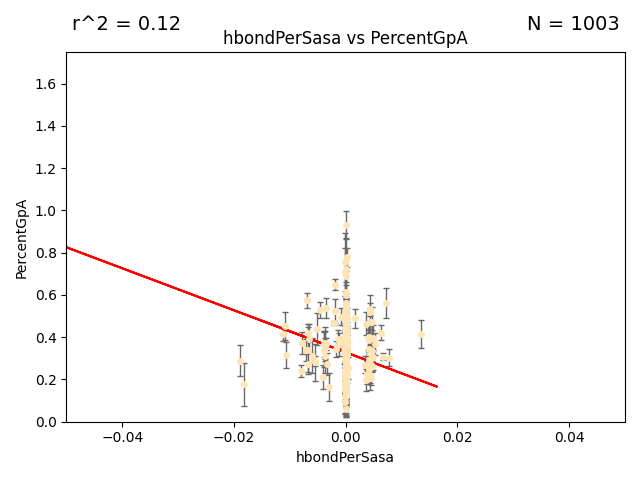 r^2 = 0.12
N = 1003
hbondPerSasa vs PercentGpA
PercentGpA
1.6
1.4
1.2
1.0
0.8
0.6
0.4
0.2
0.0
−0.04
−0.02
0.00
0.02
0.04
hbondPerSasa